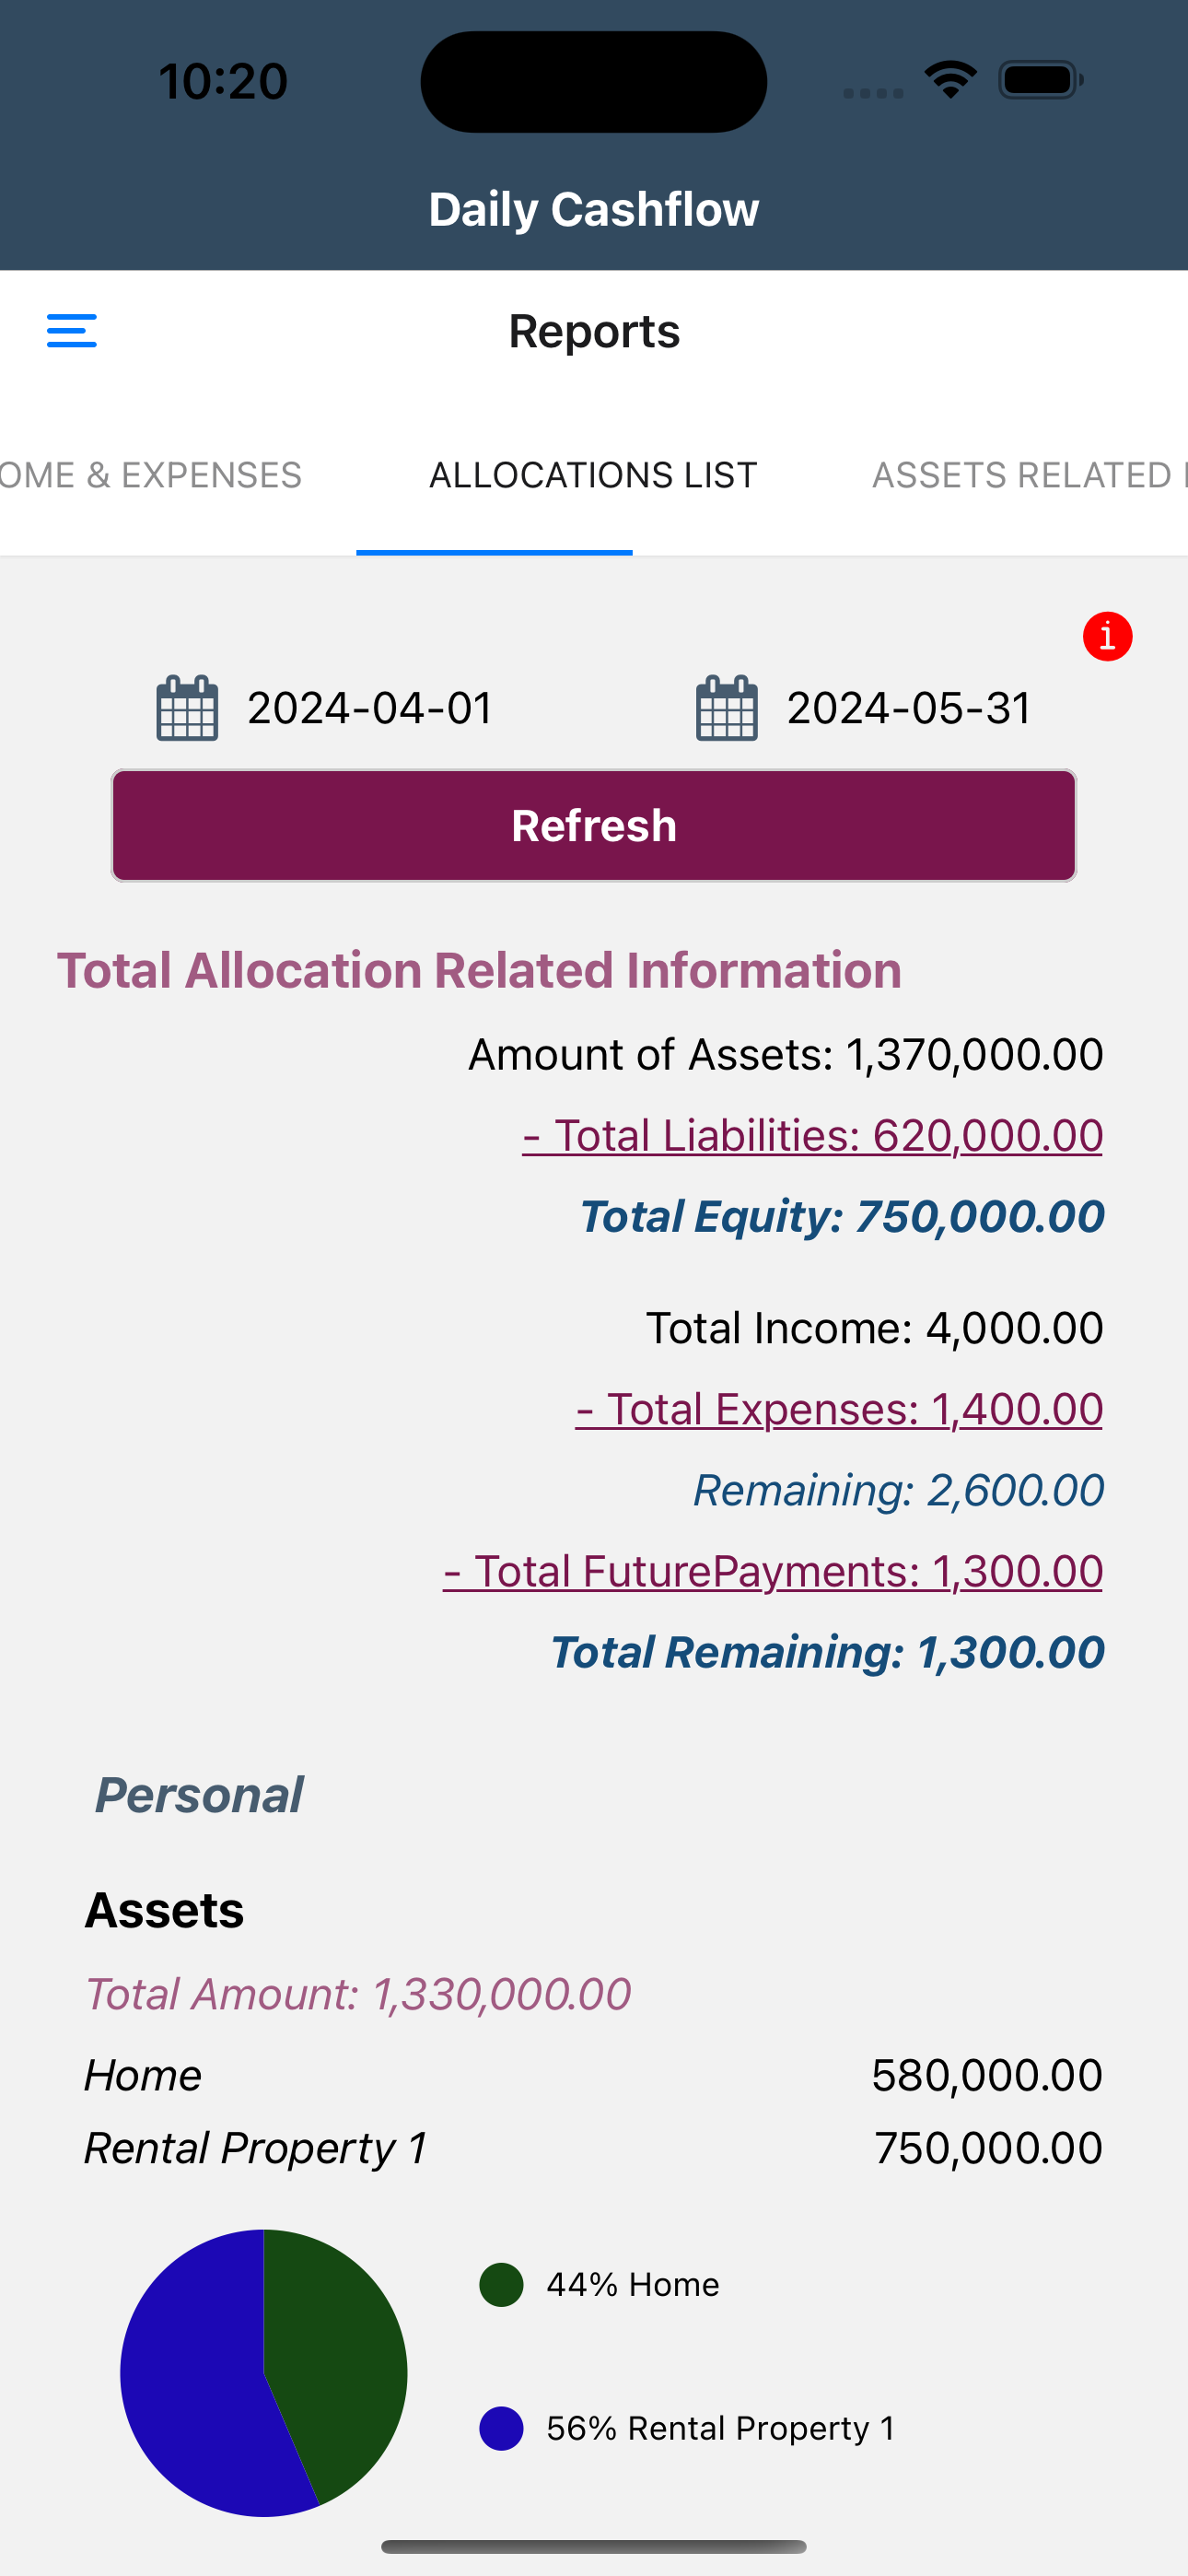 10:20
Daily Cashflow
Reports
OME & EXPENSES ALLOCATIONS LIST ASSETS RELATED
i
2024-04-01 2024-05-31
Refresh
Total Allocation Related Information
Amount of Assets: 1,370,000.00
- Total Liabilities: 620,000.00
Total Equity: 750,000.00
Total Income: 4,000.00
- Total Expenses: 1,400.00
Remaining: 2,600.00
- Total FuturePayments: 1,300.00
Total Remaining: 1,300.00
Personal
Assets
Total Amount: 1,330,000.00
Home 580,000.00
Rental Property 1 750,000.00
44% Home
56% Rental Property 1